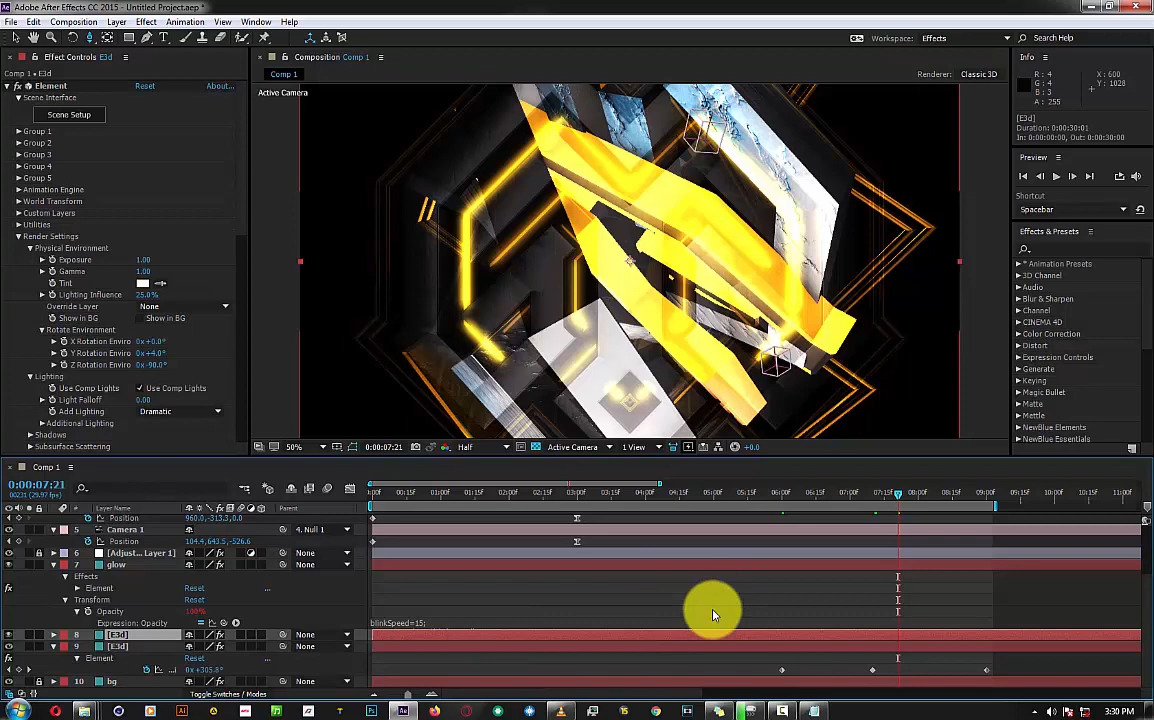 Adobe After Effects CC 2015 - Untitled Project.aep *
File Edit Composition Layer Effect Animation View Window Help
Workspace: Effects Search Help
Effect Controls E3d
Comp 1 • E3d
fx Element Reset About...
Scene Interface
Scene Setup
Group 1
Group 2
Group 3
Group 4
Group 5
Animation Engine
World Transform
Custom Layers
Utilities
Render Settings
Physical Environment
Exposure 1.00
Gamma 1.00
Tint
Lighting Influence 25.0%
Override Layer None
Show in BG Show in BG
Rotate Environment
X Rotation Enviro 0x+0.0°
Y Rotation Enviro 0x+4.0°
Z Rotation Enviro 0x-90.0°
Lighting
Use Comp Lights Use Comp Lights
Light Falloff 0.00
Add Lighting Dramatic
Additional Lighting
Shadows
Subsurface Scattering
Composition Comp 1
Comp 1
Renderer: Classic 3D
Active Camera
50% 0:00:07:21 Half Active Camera 1 View +0.0
Info
R : 4 X : 600
G : 4 Y : 1028
B : 3
A : 255
[E3d]
Duration: 0:00:30:01
In: 0:00:00:00, Out: 0:00:30:00
Preview
Shortcut
Spacebar
Effects & Presets
* Animation Presets
3D Channel
Audio
Blur & Sharpen
Channel
CINEMA 4D
Color Correction
Distort
Expression Controls
Generate
Keying
Magic Bullet
Matte
Mettle
NewBlue Elements
NewBlue Essentials
Comp 1
0:00:07:21
00231 (29.97 fps)
:00f 00:15f 01:00f 01:15f 02:00f 02:15f 03:00f 03:15f 04:00f 04:15f 05:00f 05:15f 06:00f 06:15f 07:00f 07:15f 08:00f 08:15f 09:00f 09:15f 10:00f 10:15f 11:00f
# Source Name Parent
Position 960.0,-313.3,0.0
5 Camera 1 4. Null 1
Position 104.4,643.5,-526.6
6 [Adjust... Layer 1] None
7 glow None
Effects
fx Element Reset ...
Transform Reset
Opacity 100%
Expression: Opacity blinkSpeed=15;
8 [E3d] None
9 [E3d] None
fx Element Reset ...
0x+305.8°
10 bg None
Toggle Switches / Modes
3:30 PM